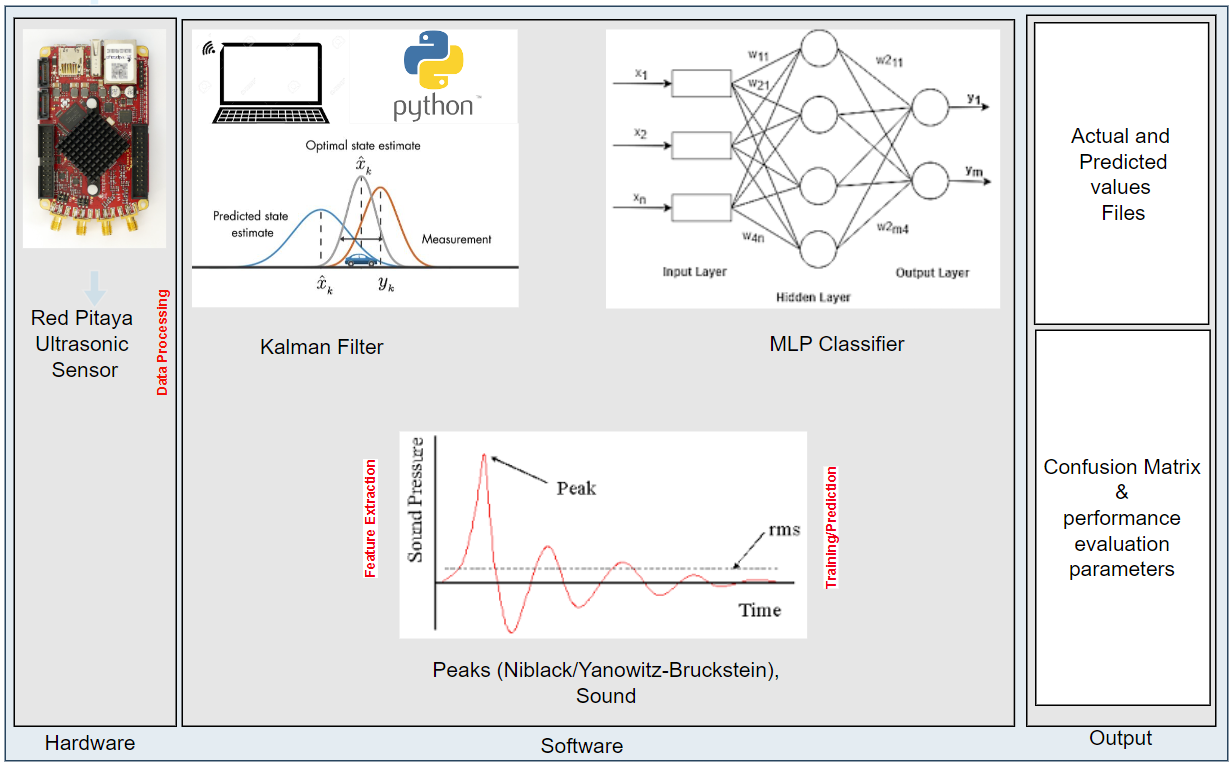 Red Pitaya
Ultrasonic
Sensor
Data Processing
Hardware
python™
Optimal state estimate
x̂k
Predicted state
estimate
Measurement
x̂k
yk
Kalman Filter
x1
x2
xn
w11
w21
w4n
w211
w2m4
y1
ym
Input Layer
Hidden Layer
Output Layer
MLP Classifier
Feature Extraction
Sound Pressure
Peak
rms
Time
Training/Prediction
Peaks (Niblack/Yanowitz-Bruckstein),
Sound
Software
Actual and
Predicted
values
Files
Confusion Matrix
&
performance
evaluation
parameters
Output